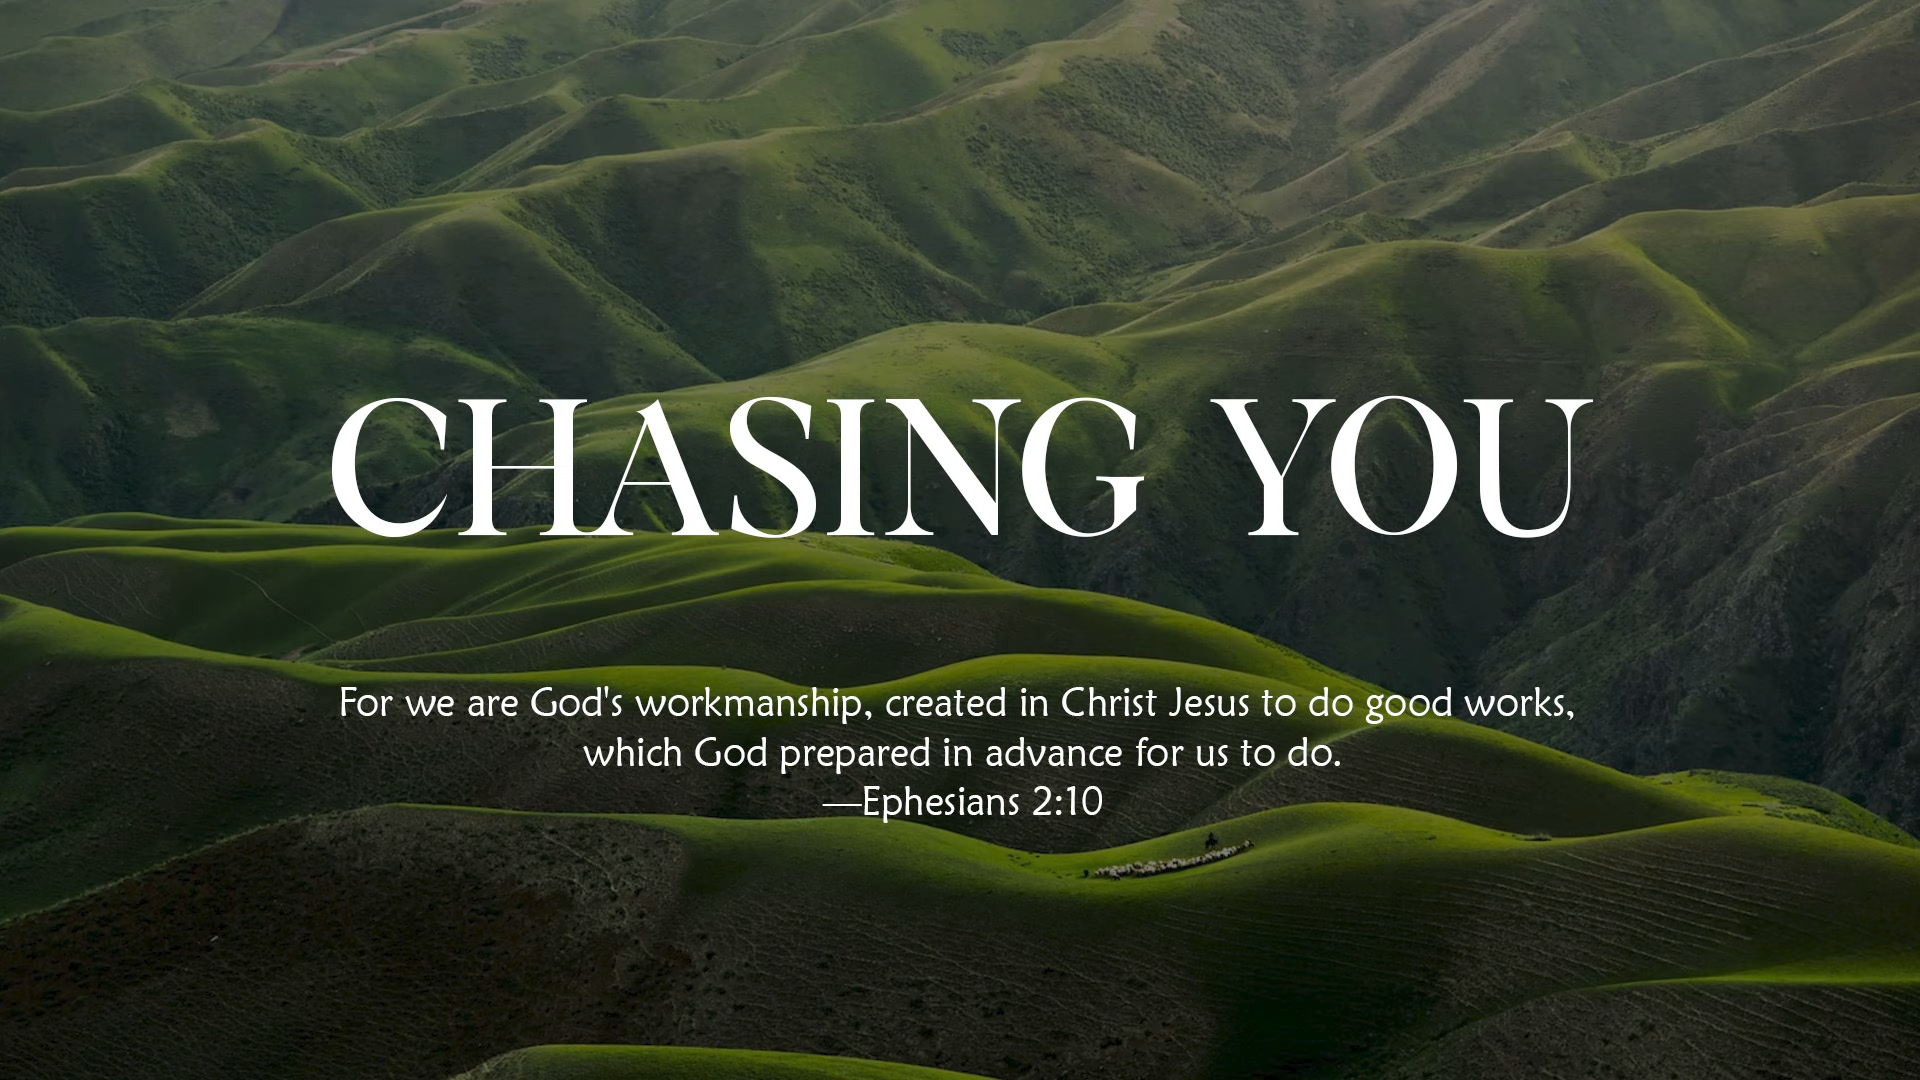 CHASING YOU
For we are God's workmanship, created in Christ Jesus to do good works,
which God prepared in advance for us to do.
—Ephesians 2:10